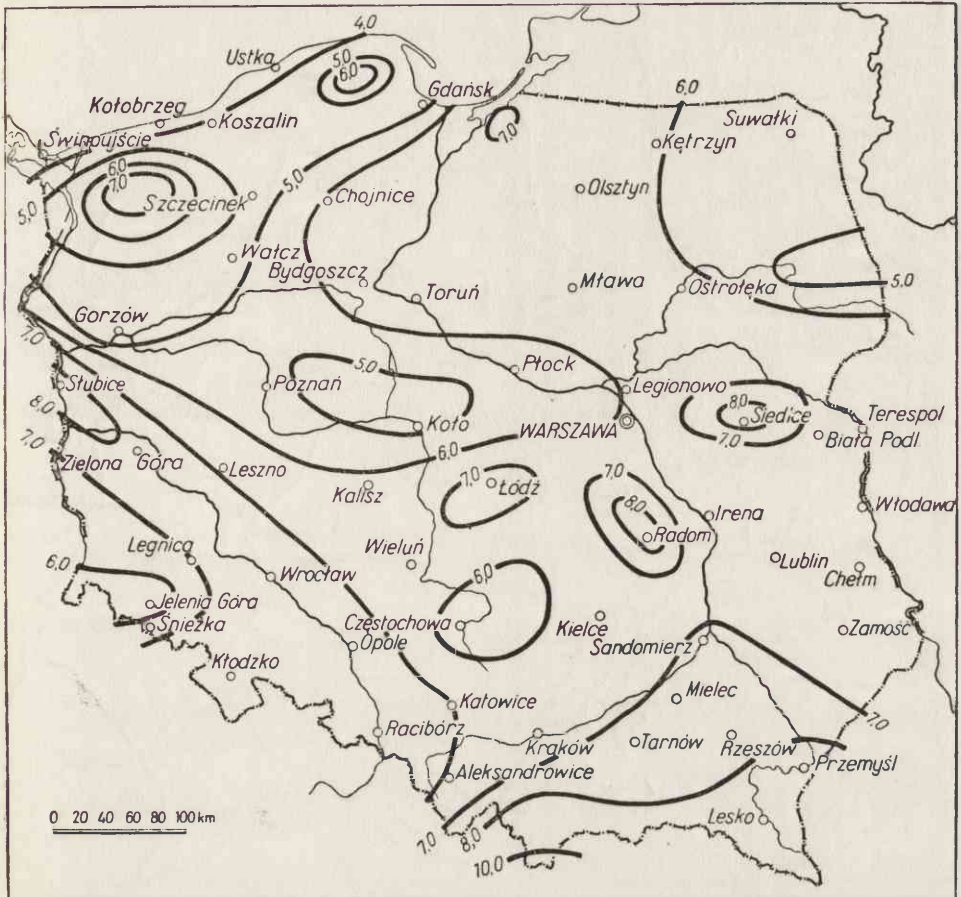 4,0
Ustka
5,0
6,0
Gdańsk
6,0
Kołobrzeg
Koszalin
7,0
Suwałki
Świnoujście
Kętrzyn
6,0
7,0
5,0
Olsztyn
5,0
Szczecinek
Chojnice
Wałcz
Bydgoszcz
Toruń
Mława
Ostrołęka
5,0
7,0
Gorzów
Płock
Słubice
Poznań
5,0
Legionowo
8,0
Koło
WARSZAWA
8,0
Siedlce
Terespol
7,0
7,0
Biała Podl.
Zielona Góra
Leszno
6,0
7,0
Łódź
7,0
Kalisz
8,0
Włodawa
Irena
Radom
Legnica
Wieluń
Lublin
6,0
Wrocław
6,0
Chełm
Jelenia Góra
Śnieżka
Częstochowa
Kielce
Zamość
Opole
Sandomierz
Kłodzko
Katowice
Mielec
7,0
Racibórz
Kraków
Tarnów
Rzeszów
Aleksandrowice
Przemyśl
0 20 40 60 80 100 km
7,0
8,0
Lesko
10,0